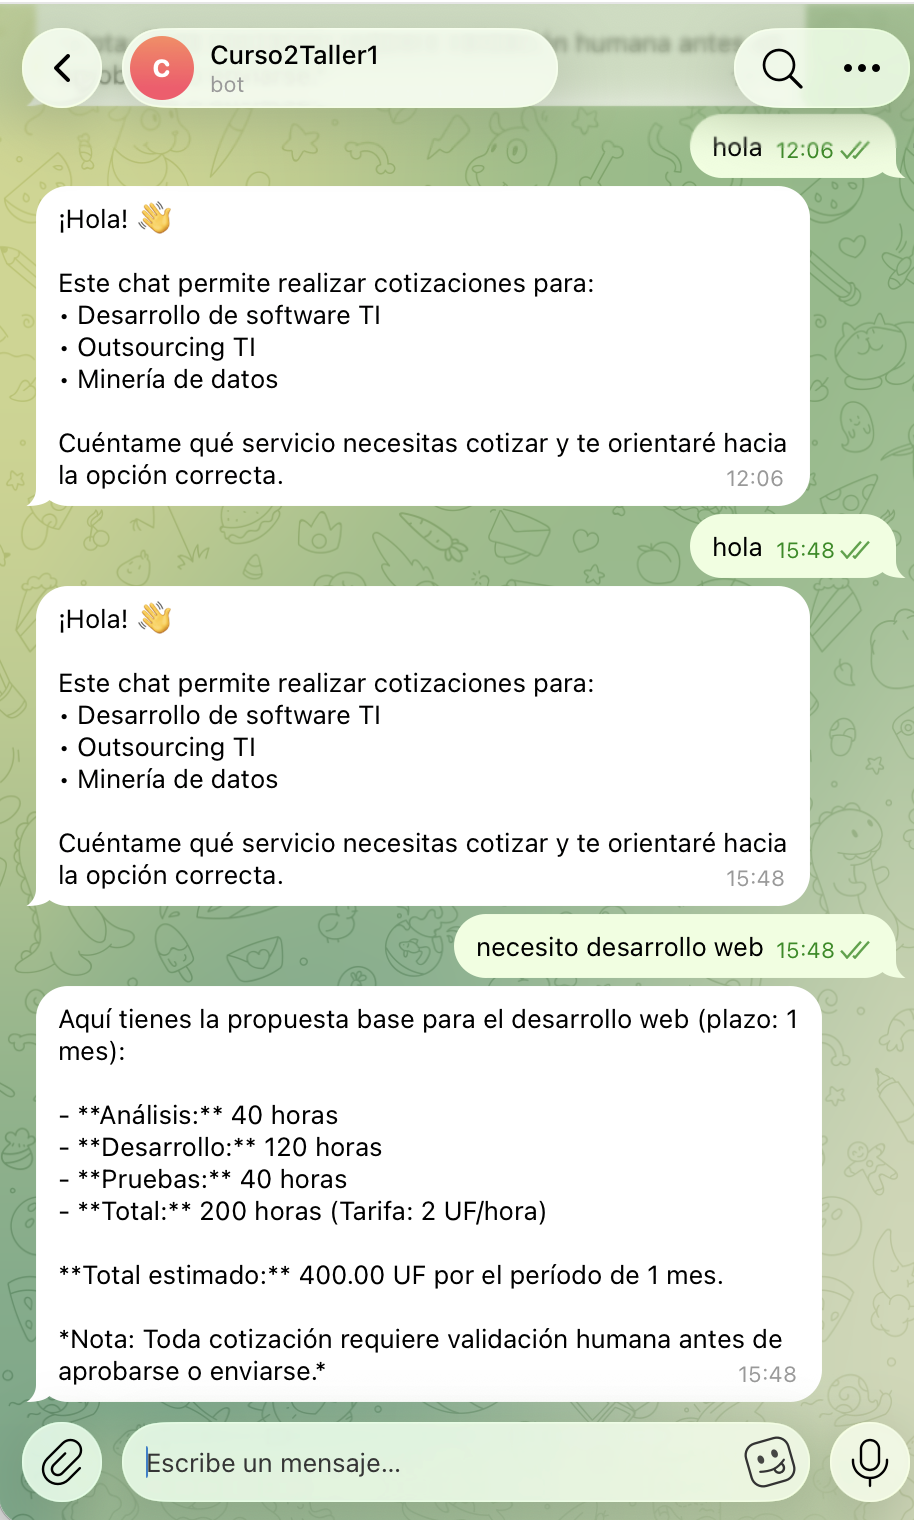 Curso2Taller1
bot
C
humana antes
hola 12:06
¡Hola! 👋
Este chat permite realizar cotizaciones para:
• Desarrollo de software TI
• Outsourcing TI
• Minería de datos
Cuéntame qué servicio necesitas cotizar y te orientaré hacia
la opción correcta.
12:06
hola 15:48
¡Hola! 👋
Este chat permite realizar cotizaciones para:
• Desarrollo de software TI
• Outsourcing TI
• Minería de datos
Cuéntame qué servicio necesitas cotizar y te orientaré hacia
la opción correcta.
15:48
necesito desarrollo web 15:48
Aquí tienes la propuesta base para el desarrollo web (plazo: 1
mes):
- **Análisis:** 40 horas
- **Desarrollo:** 120 horas
- **Pruebas:** 40 horas
- **Total:** 200 horas (Tarifa: 2 UF/hora)
**Total estimado:** 400.00 UF por el período de 1 mes.
*Nota: Toda cotización requiere validación humana antes de
aprobarse o enviarse.*
15:48
Escribe un mensaje...